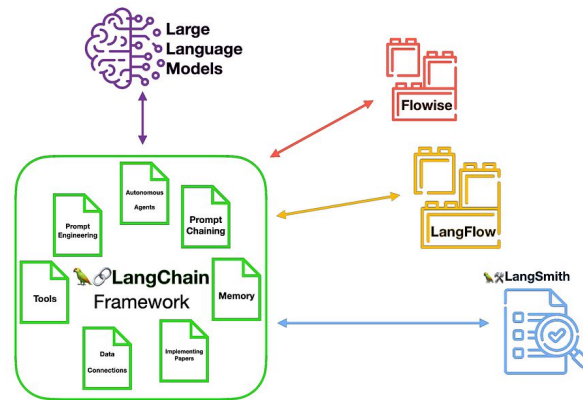 Large
Language
Models
Flowise
LangFlow
LangSmith
Autonomous
Agents
Prompt
Engineering
Prompt
Chaining
LangChain
Framework
Tools
Memory
Data
Connections
Implementing
Papers